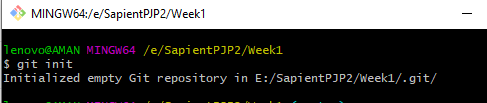 MINGW64:/e/SapientPJP2/Week1
lenovo@AMAN MINGW64 /e/SapientPJP2/Week1
$ git init
Initialized empty Git repository in E:/SapientPJP2/Week1/.git/